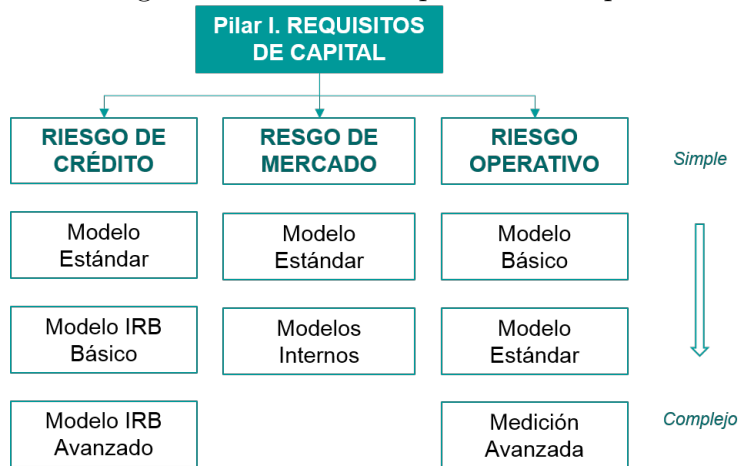 Pilar I. REQUISITOS
DE CAPITAL
RIESGO DE
CRÉDITO
RESGO DE
MERCADO
RIESGO
OPERATIVO
Simple
Modelo
Estándar
Modelo
Estándar
Modelo
Básico
Modelo IRB
Básico
Modelos
Internos
Modelo
Estándar
Modelo IRB
Avanzado
Medición
Avanzada
Complejo